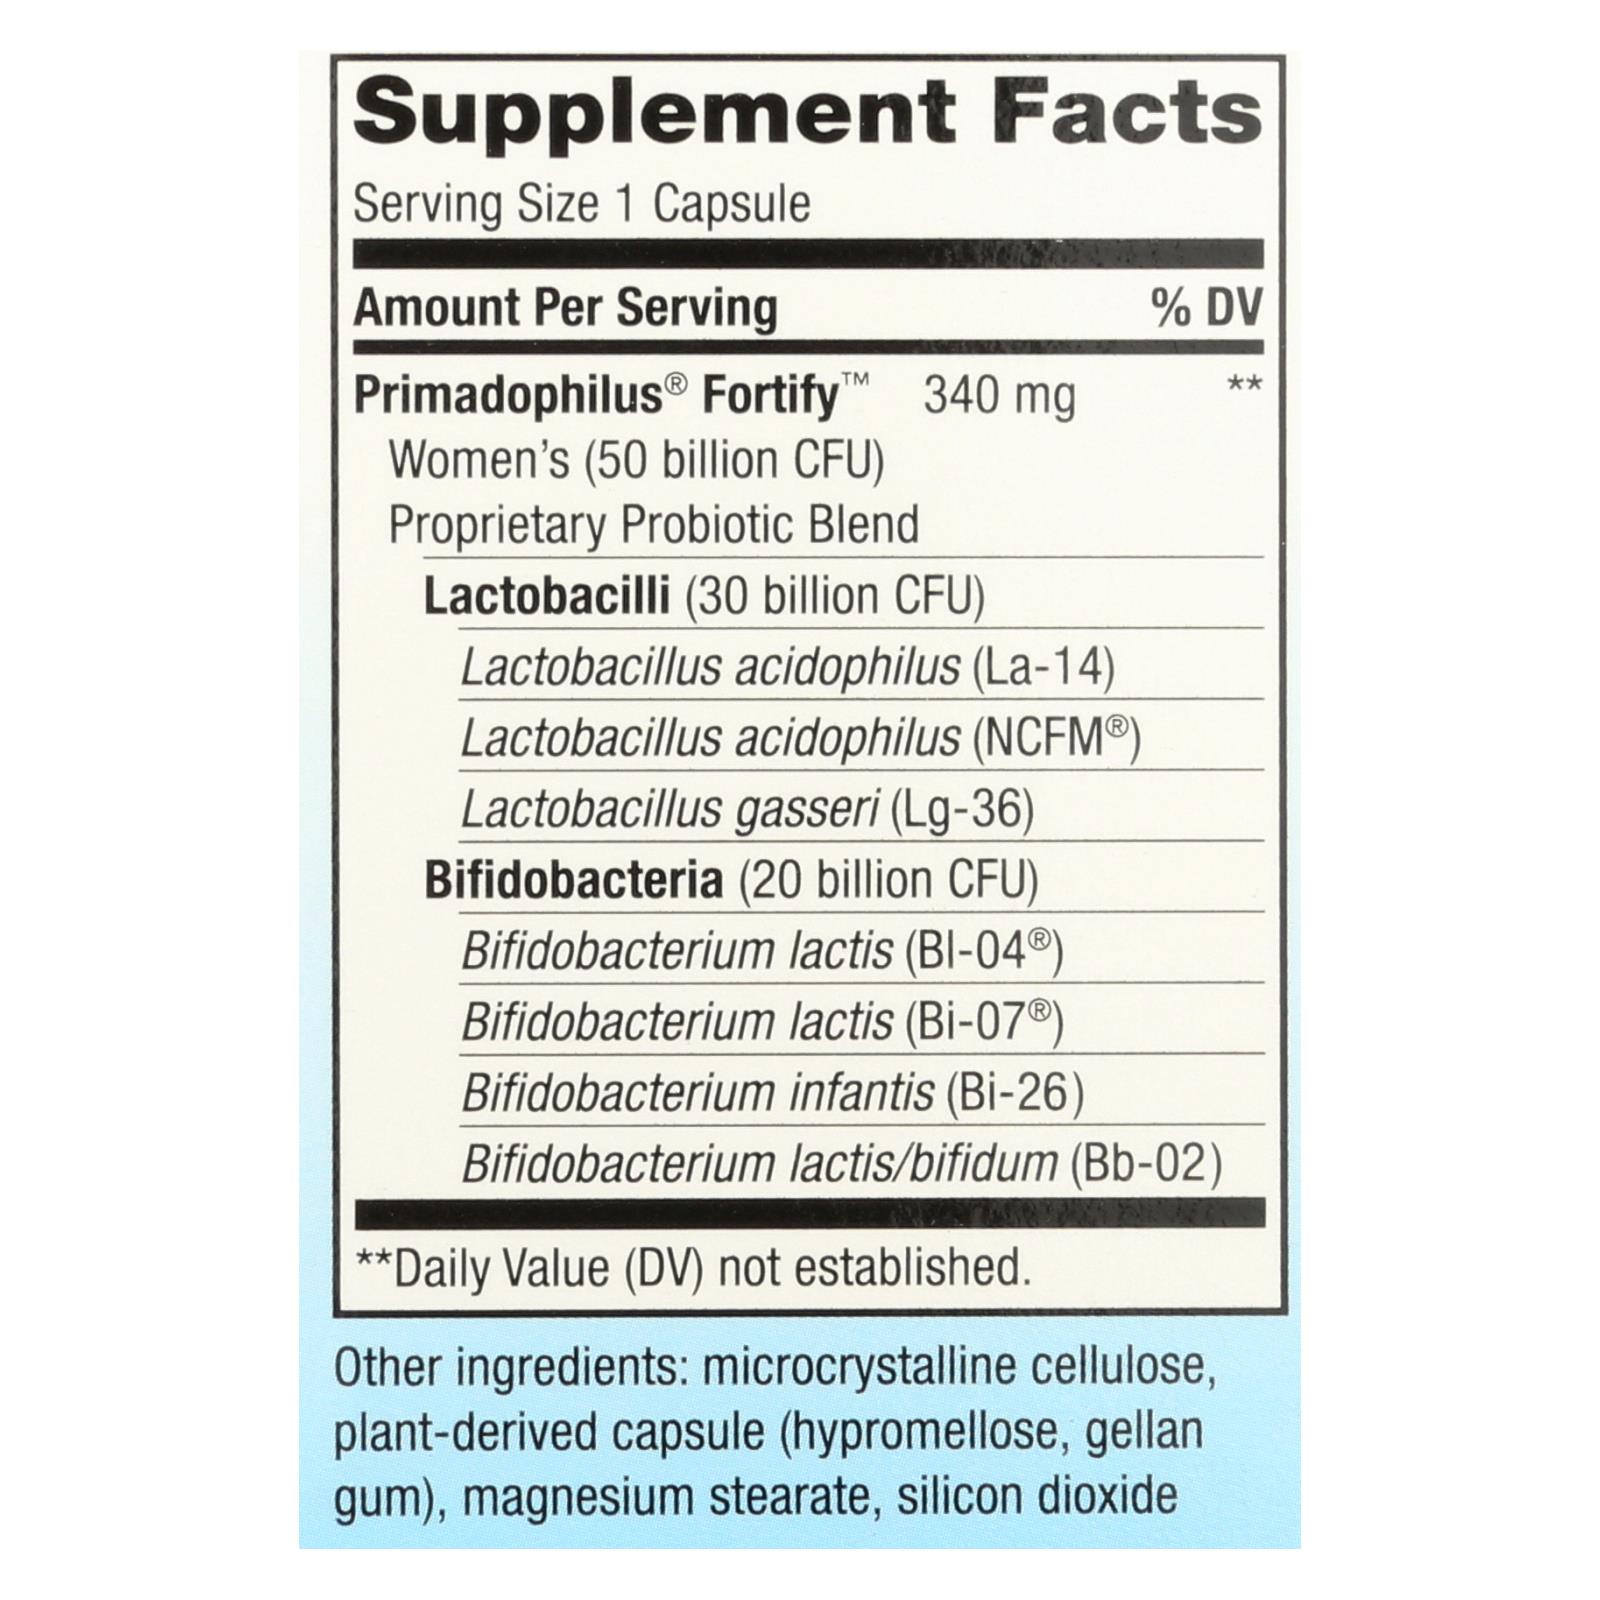 Supplement Facts
Serving Size 1 Capsule
Amount Per Serving % DV
Primadophilus® Fortify™ 340 mg **
Women's (50 billion CFU)
Proprietary Probiotic Blend
Lactobacilli (30 billion CFU)
Lactobacillus acidophilus (La-14)
Lactobacillus acidophilus (NCFM®)
Lactobacillus gasseri (Lg-36)
Bifidobacteria (20 billion CFU)
Bifidobacterium lactis (Bl-04®)
Bifidobacterium lactis (Bi-07®)
Bifidobacterium infantis (Bi-26)
Bifidobacterium lactis/bifidum (Bb-02)
**Daily Value (DV) not established.
Other ingredients: microcrystalline cellulose,
plant-derived capsule (hypromellose, gellan
gum), magnesium stearate, silicon dioxide